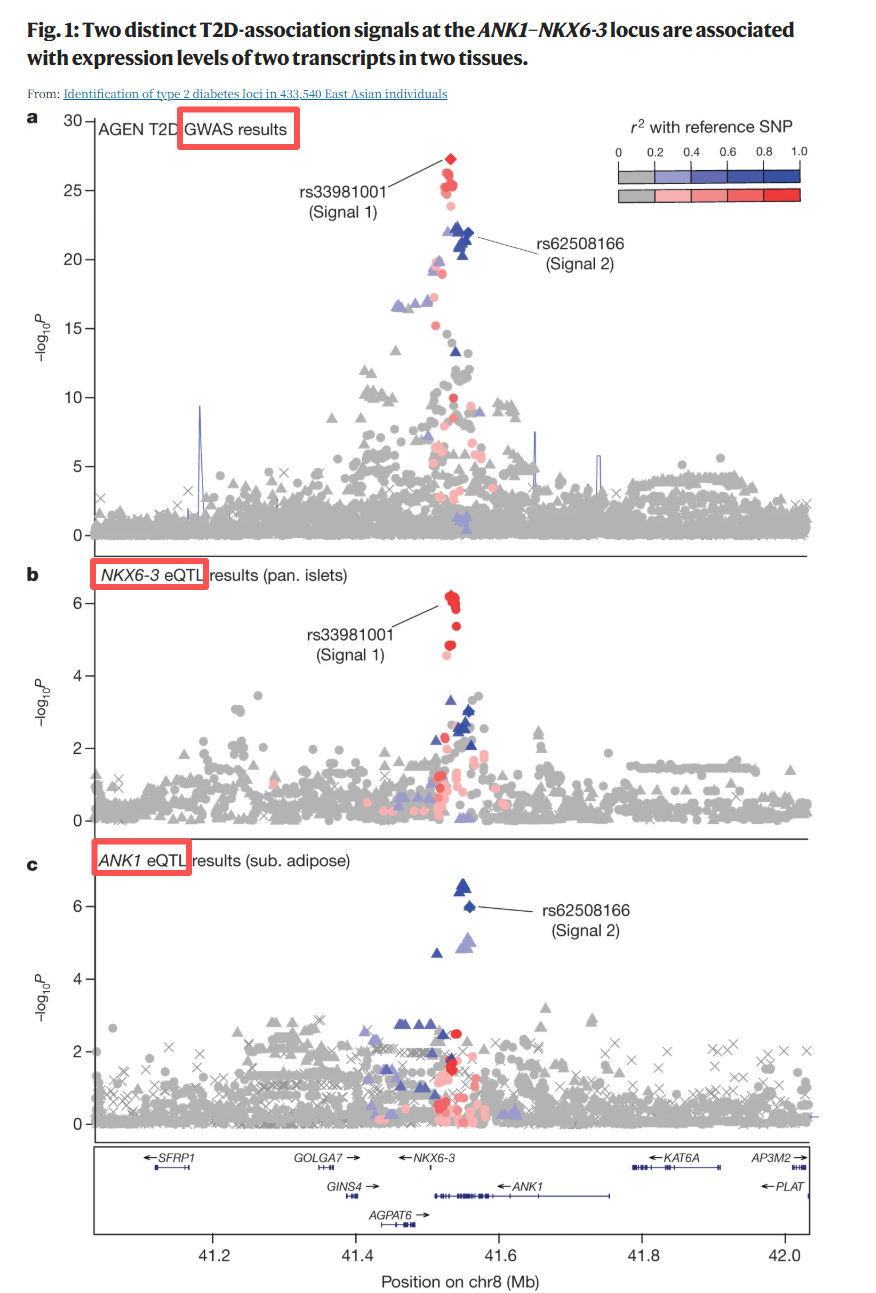 Fig. 1: Two distinct T2D-association signals at the ANK1–NKX6-3 locus are associated
with expression levels of two transcripts in two tissues.
From: Identification of type 2 diabetes loci in 433,540 East Asian individuals
a
AGEN T2D GWAS results
r² with reference SNP
0 0.2 0.4 0.6 0.8 1.0
30
25
20
15
10
5
0
–log₁₀P
rs33981001
(Signal 1)
rs62508166
(Signal 2)
b
NKX6-3 eQTL results (pan. islets)
6
4
2
0
–log₁₀P
rs33981001
(Signal 1)
c
ANK1 eQTL results (sub. adipose)
6
4
2
0
–log₁₀P
rs62508166
(Signal 2)
←SFRP1 GOLGA7 → ←NKX6-3 ←KAT6A AP3M2 →
GINS4 → ←ANK1 ←PLAT
AGPAT6 →
41.2 41.4 41.6 41.8 42.0
Position on chr8 (Mb)